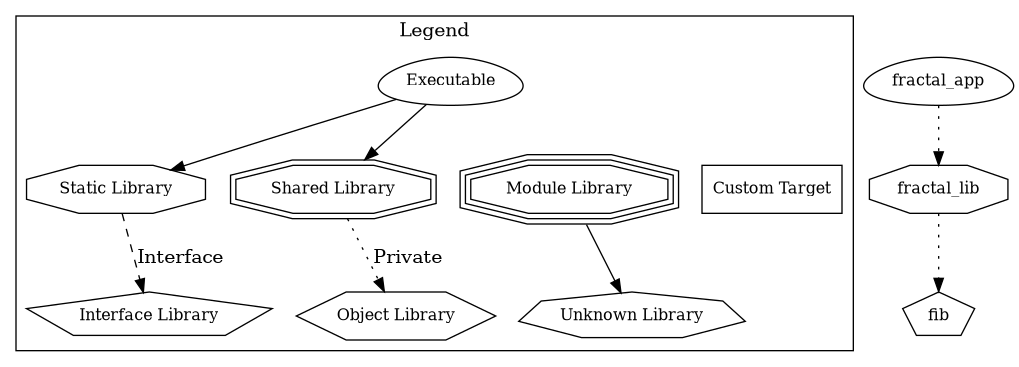 Legend
Executable
fractal_app
Static Library
Shared Library
Module Library
Custom Target
fractal_lib
Interface
Private
Interface Library
Object Library
Unknown Library
fib